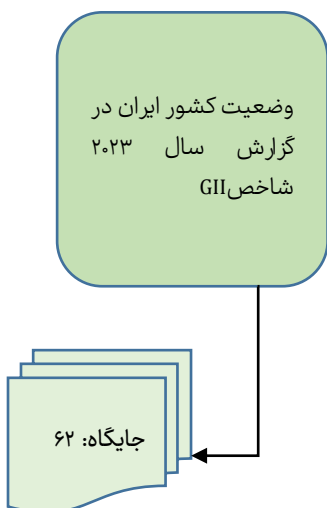 وضعیت کشور ایران در
گزارش سال ۲۰۲۳
شاخصGII
جایگاه: ۶۲